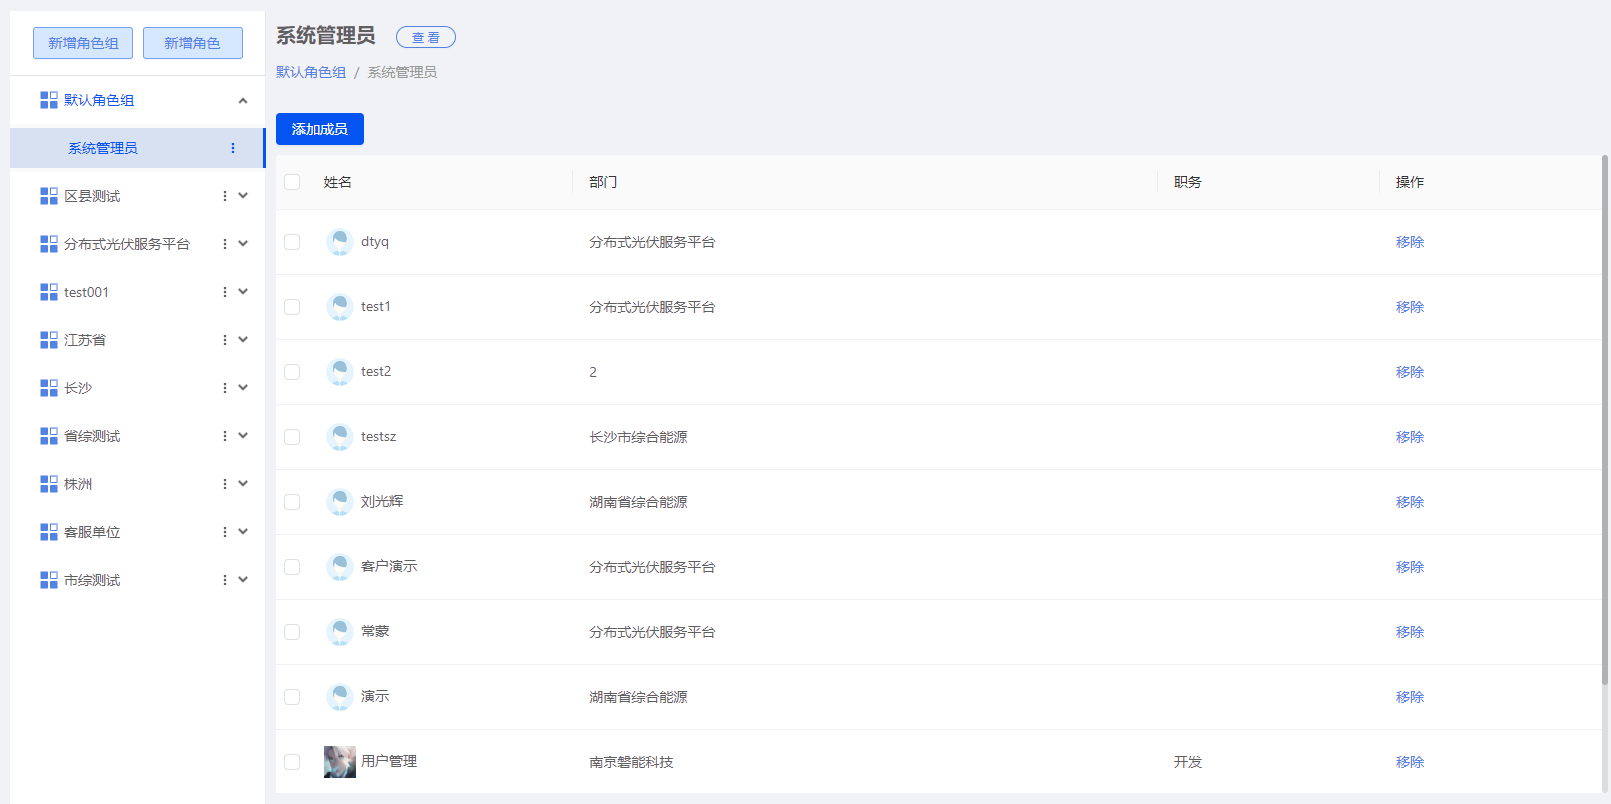 新增角色组 新增角色
默认角色组
系统管理员
区县测试
分布式光伏服务平台
test001
江苏省
长沙
省综测试
株洲
客服单位
市综测试
系统管理员 查看
默认角色组 / 系统管理员
添加成员
姓名 部门 职务 操作
dtyq 分布式光伏服务平台 移除
test1 分布式光伏服务平台 移除
test2 2 移除
testsz 长沙市综合能源 移除
刘光辉 湖南省综合能源 移除
客户演示 分布式光伏服务平台 移除
常蒙 分布式光伏服务平台 移除
演示 湖南省综合能源 移除
用户管理 南京磐能科技 开发 移除